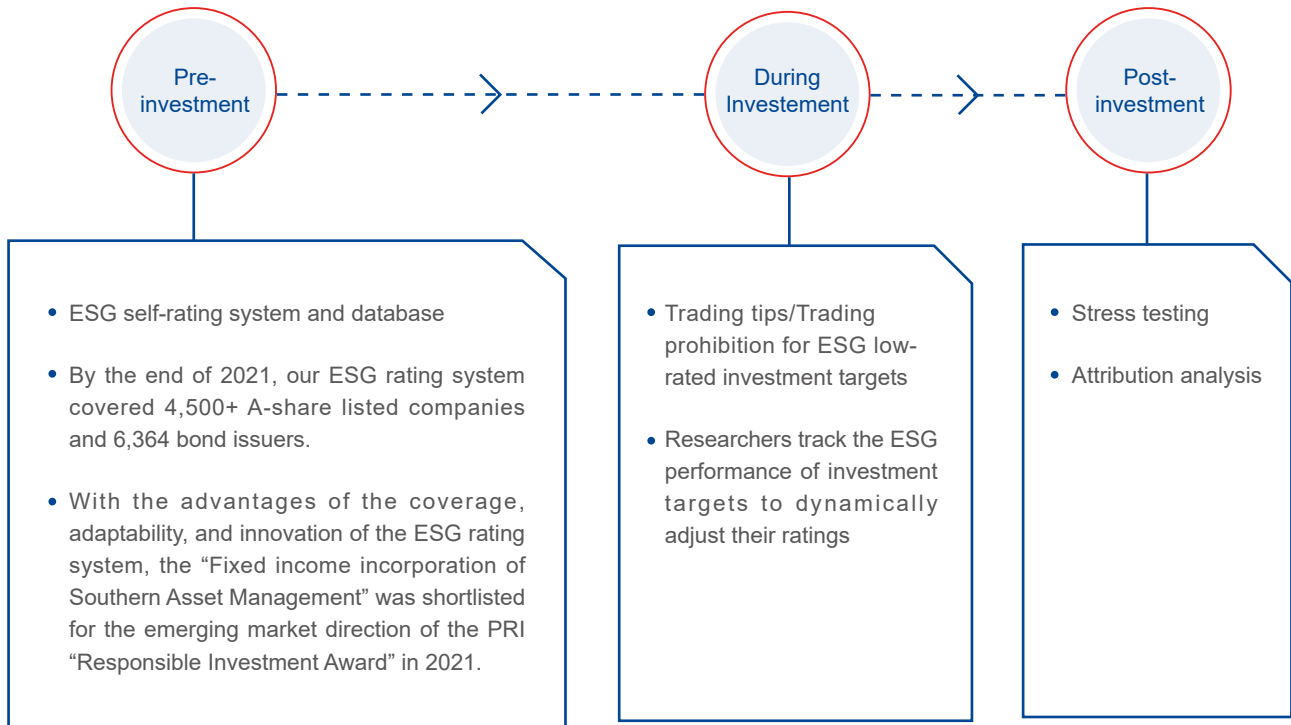 Pre-
investment
During
Investement
Post-
investment
• ESG self-rating system and database
• By the end of 2021, our ESG rating system
covered 4,500+ A-share listed companies
and 6,364 bond issuers.
• With the advantages of the coverage,
adaptability, and innovation of the ESG rating
system, the “Fixed income incorporation of
Southern Asset Management” was shortlisted
for the emerging market direction of the PRI
“Responsible Investment Award” in 2021.
• Trading tips/Trading
prohibition for ESG low-
rated investment targets
• Researchers track the ESG
performance of investment
targets to dynamically
adjust their ratings
• Stress testing
• Attribution analysis